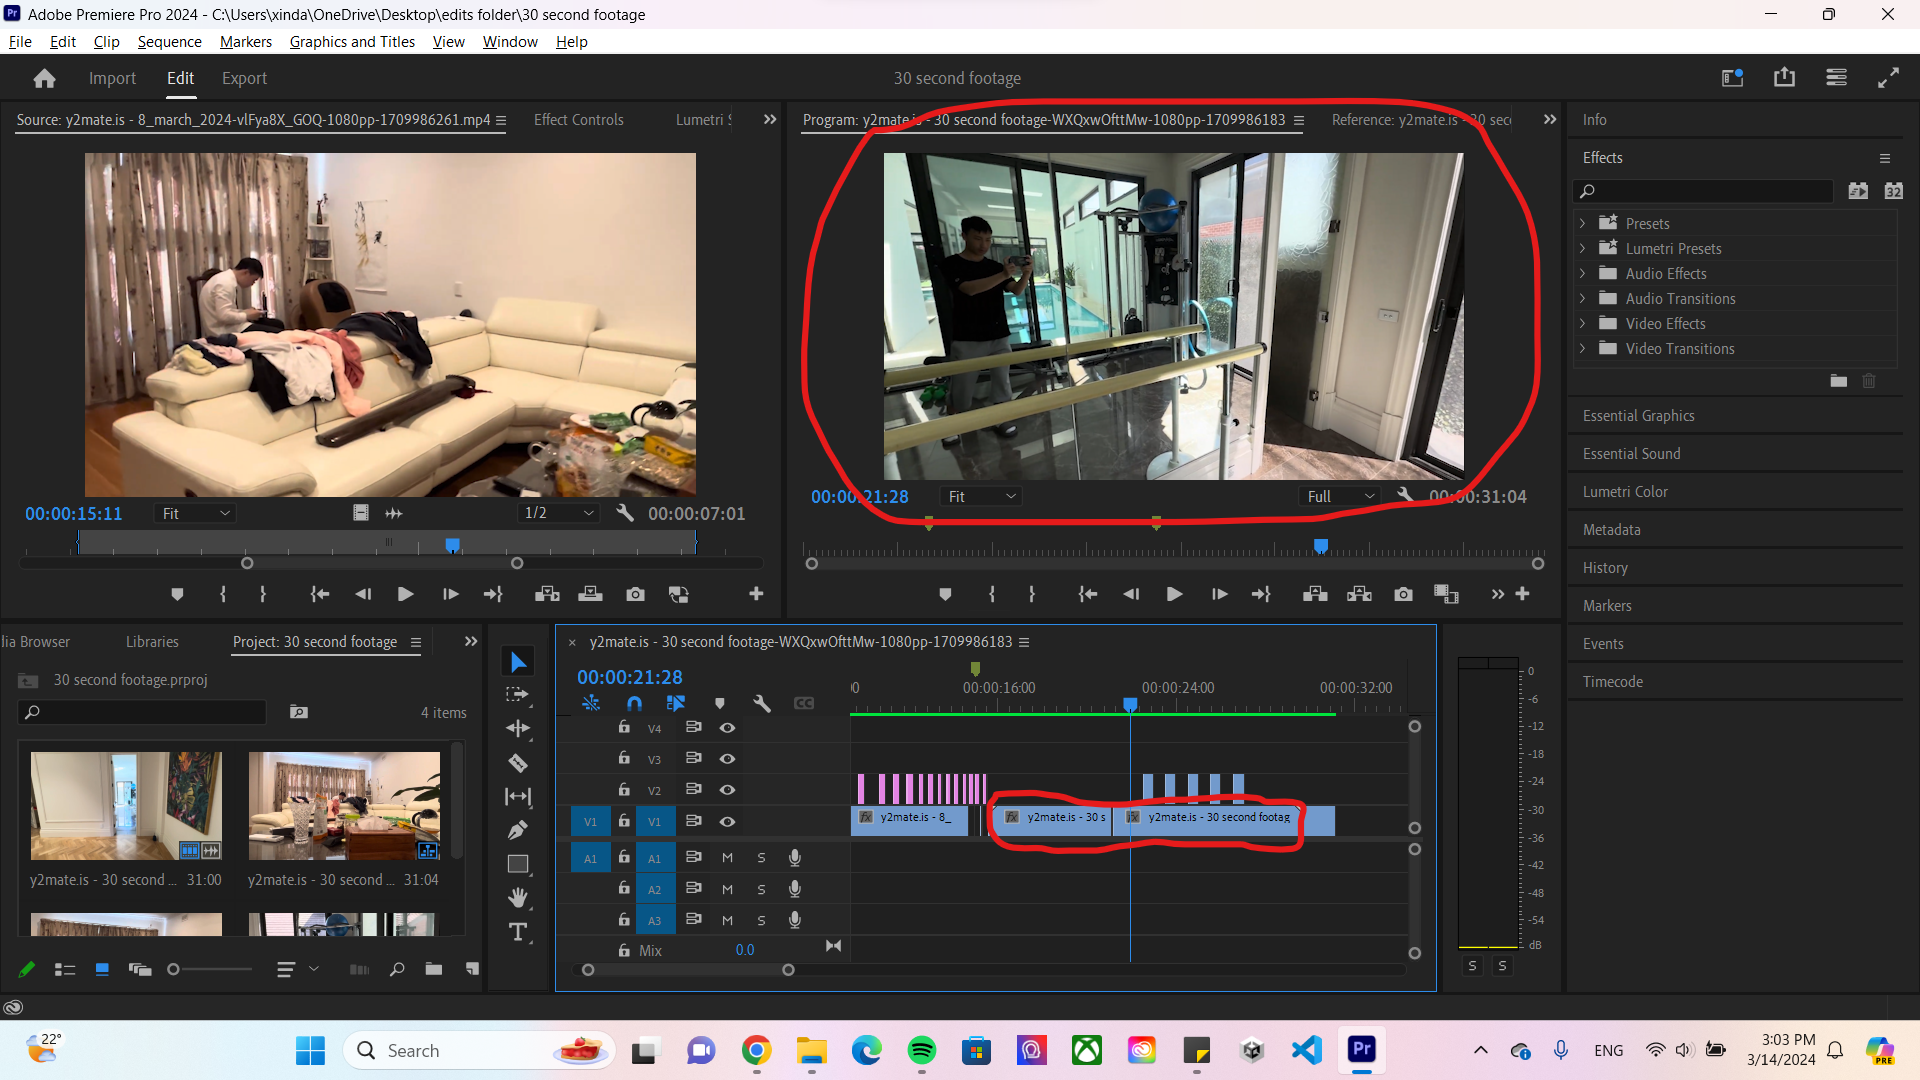 Pr Adobe Premiere Pro 2024 - C:\Users\xinda\OneDrive\Desktop\edits folder\30 second footage
File Edit Clip Sequence Markers Graphics and Titles View Window Help
Import Edit Export 30 second footage
Source: y2mate.is - 8_march_2024-vlFya8X_GOQ-1080pp-1709986261.mp4 Effect Controls Lumetri S
Program: y2mate.is - 30 second footage-WXQxwOfttMw-1080pp-1709986183 Reference: y2mate.is - 30 sec
00:00:15:11 Fit 1/2 00:00:07:01
00:00:21:28 Fit Full 00:00:31:04
Info
Effects
32
Presets
Lumetri Presets
Audio Effects
Audio Transitions
Video Effects
Video Transitions
Essential Graphics
Essential Sound
Lumetri Color
Metadata
History
Markers
Events
Timecode
lia Browser Libraries Project: 30 second footage
30 second footage.prproj
4 items
y2mate.is - 30 second ... 31:00 y2mate.is - 30 second ... 31:04
× y2mate.is - 30 second footage-WXQxwOfttMw-1080pp-1709986183
00:00:21:28
00:00:16:00 00:00:24:00 00:00:32:00
CC
V4
V3
V2
V1 V1 fx y2mate.is - 8_ fx y2mate.is - 30 s fx y2mate.is - 30 second footag
A1 A1 M S
A2 M S
A3 M S
Mix 0.0
T
0
-6
-12
-18
-24
-30
-36
-42
-48
-54
dB
S S
22°
Search
Pr
ENG
3:03 PM
3/14/2024
PRE